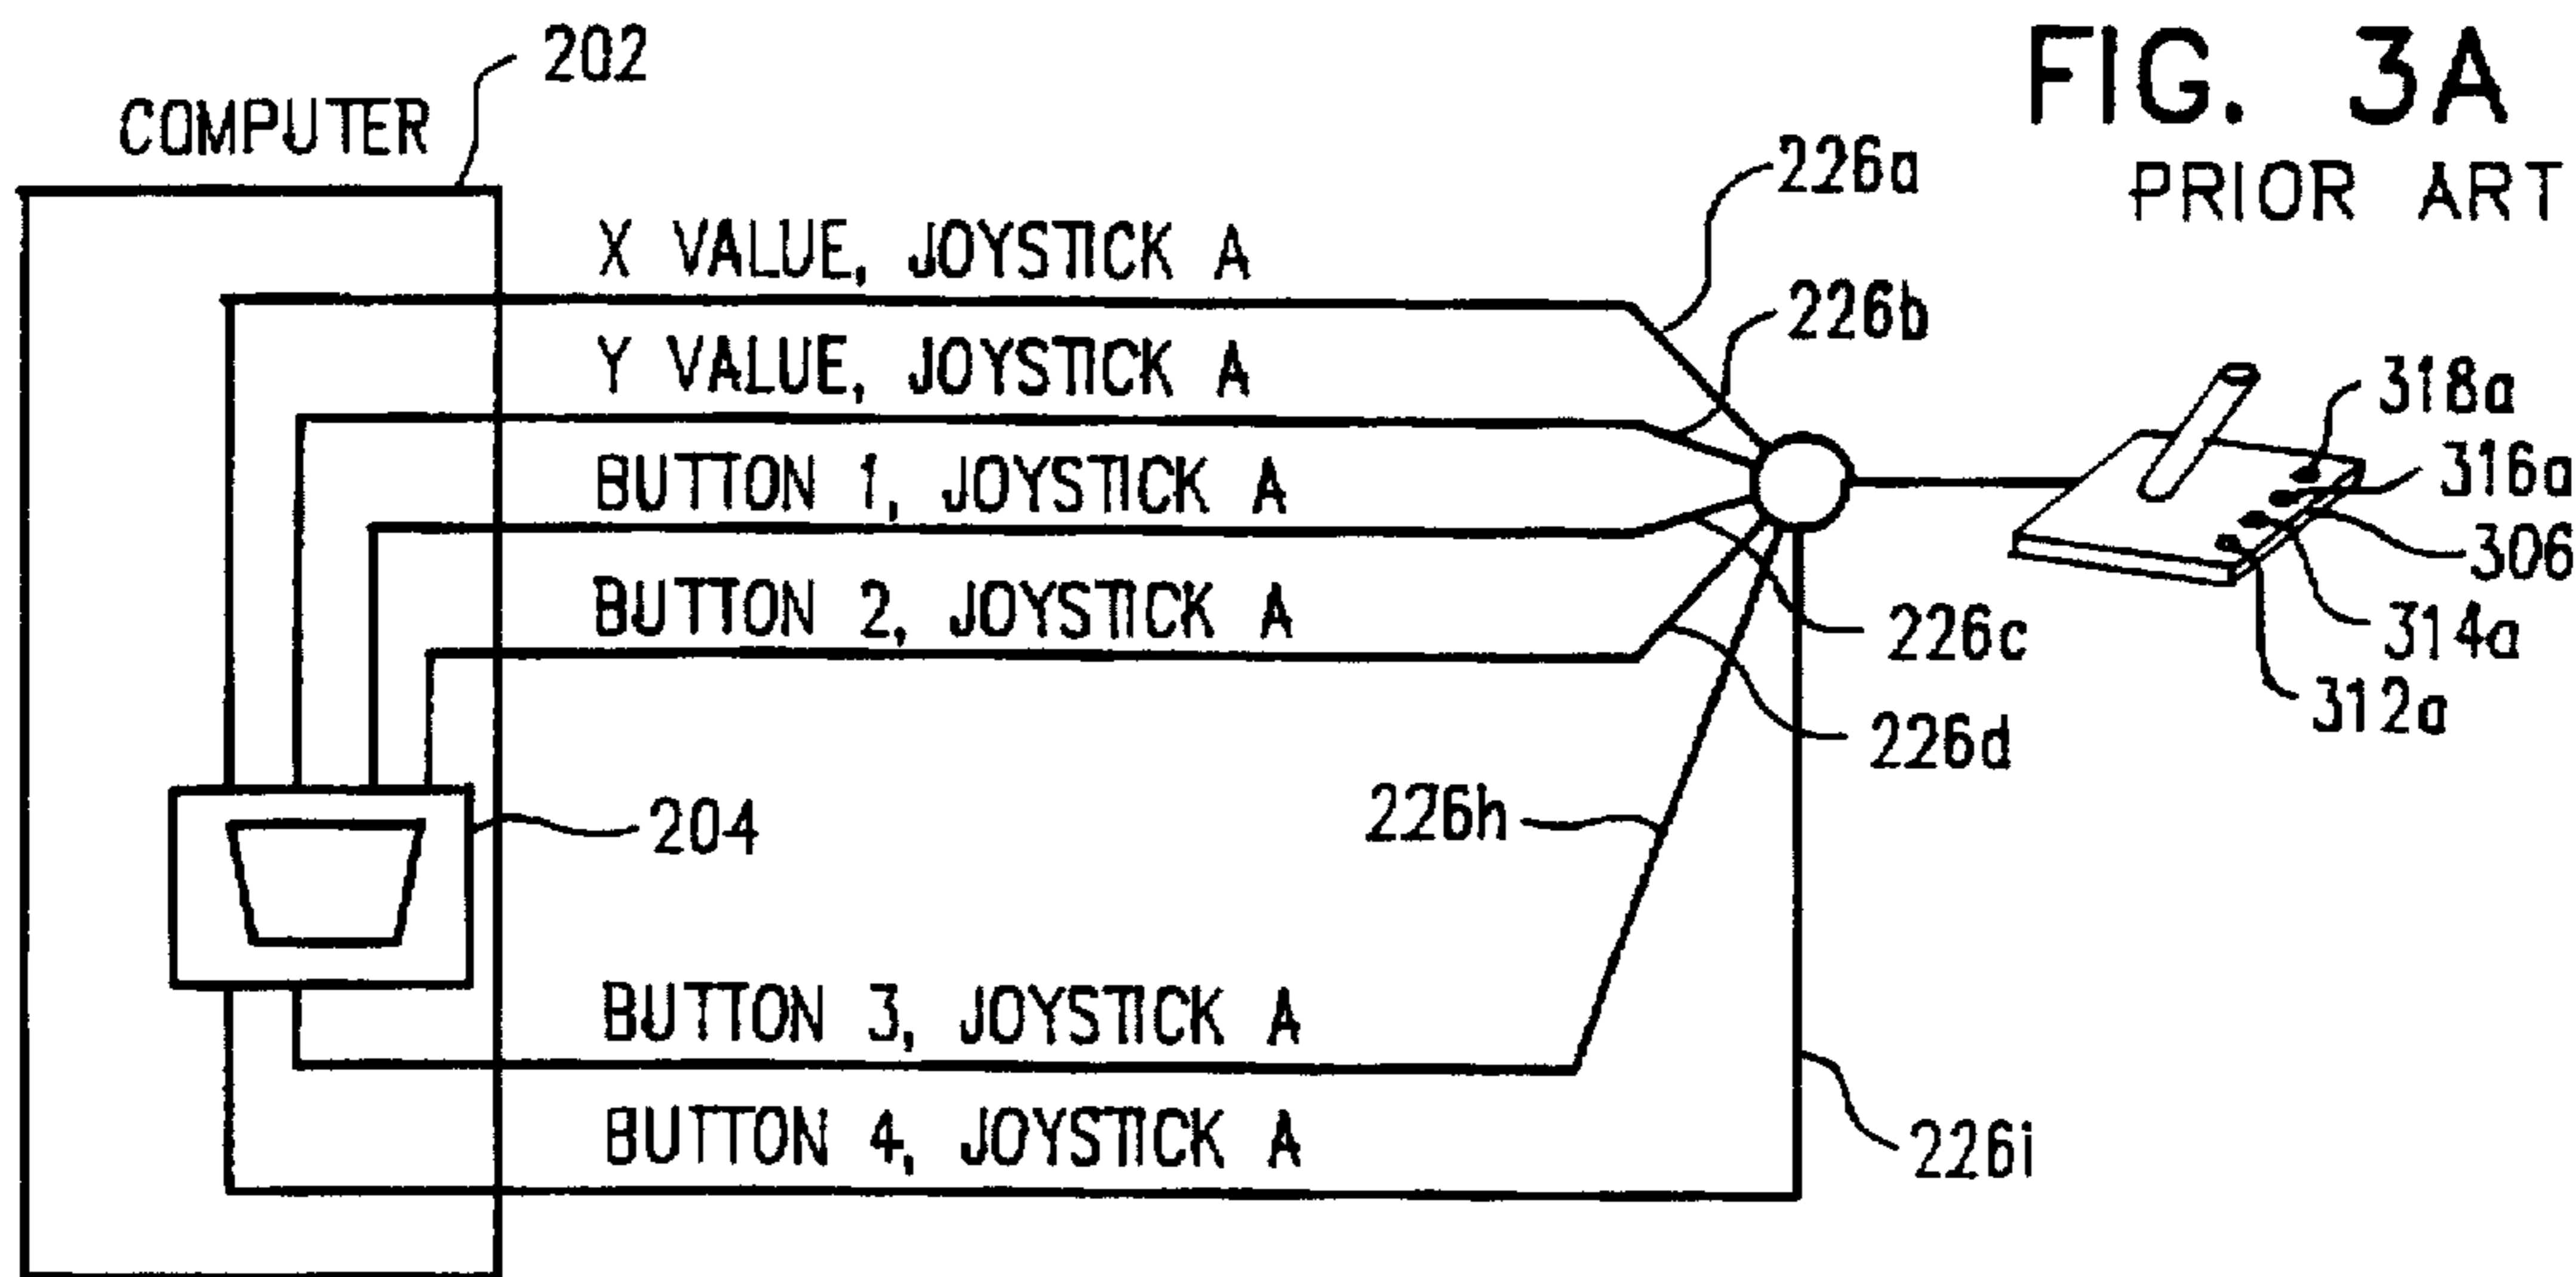 FIG. 3A
PRIOR ART
202
COMPUTER
226a
X VALUE, JOYSTICK A
226b
Y VALUE, JOYSTICK A
318a
316a
BUTTON 1, JOYSTICK A
306
BUTTON 2, JOYSTICK A
226c
314a
312a
226d
204
226h
BUTTON 3, JOYSTICK A
BUTTON 4, JOYSTICK A
226i